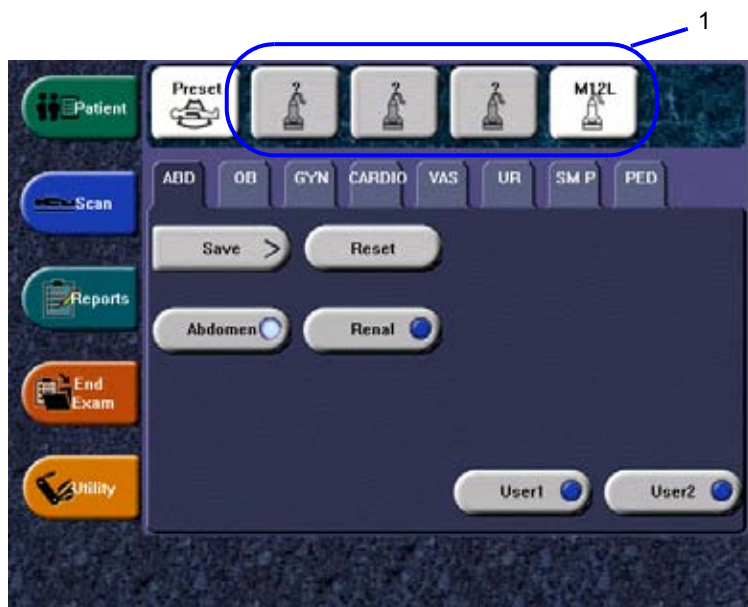 1
Patient
Preset
?
?
?
M12L
Scan
ABD OB GYN CARDIO VAS UR SM P PED
Save > Reset
Reports
Abdomen Renal
End
Exam
Utility
User1 User2